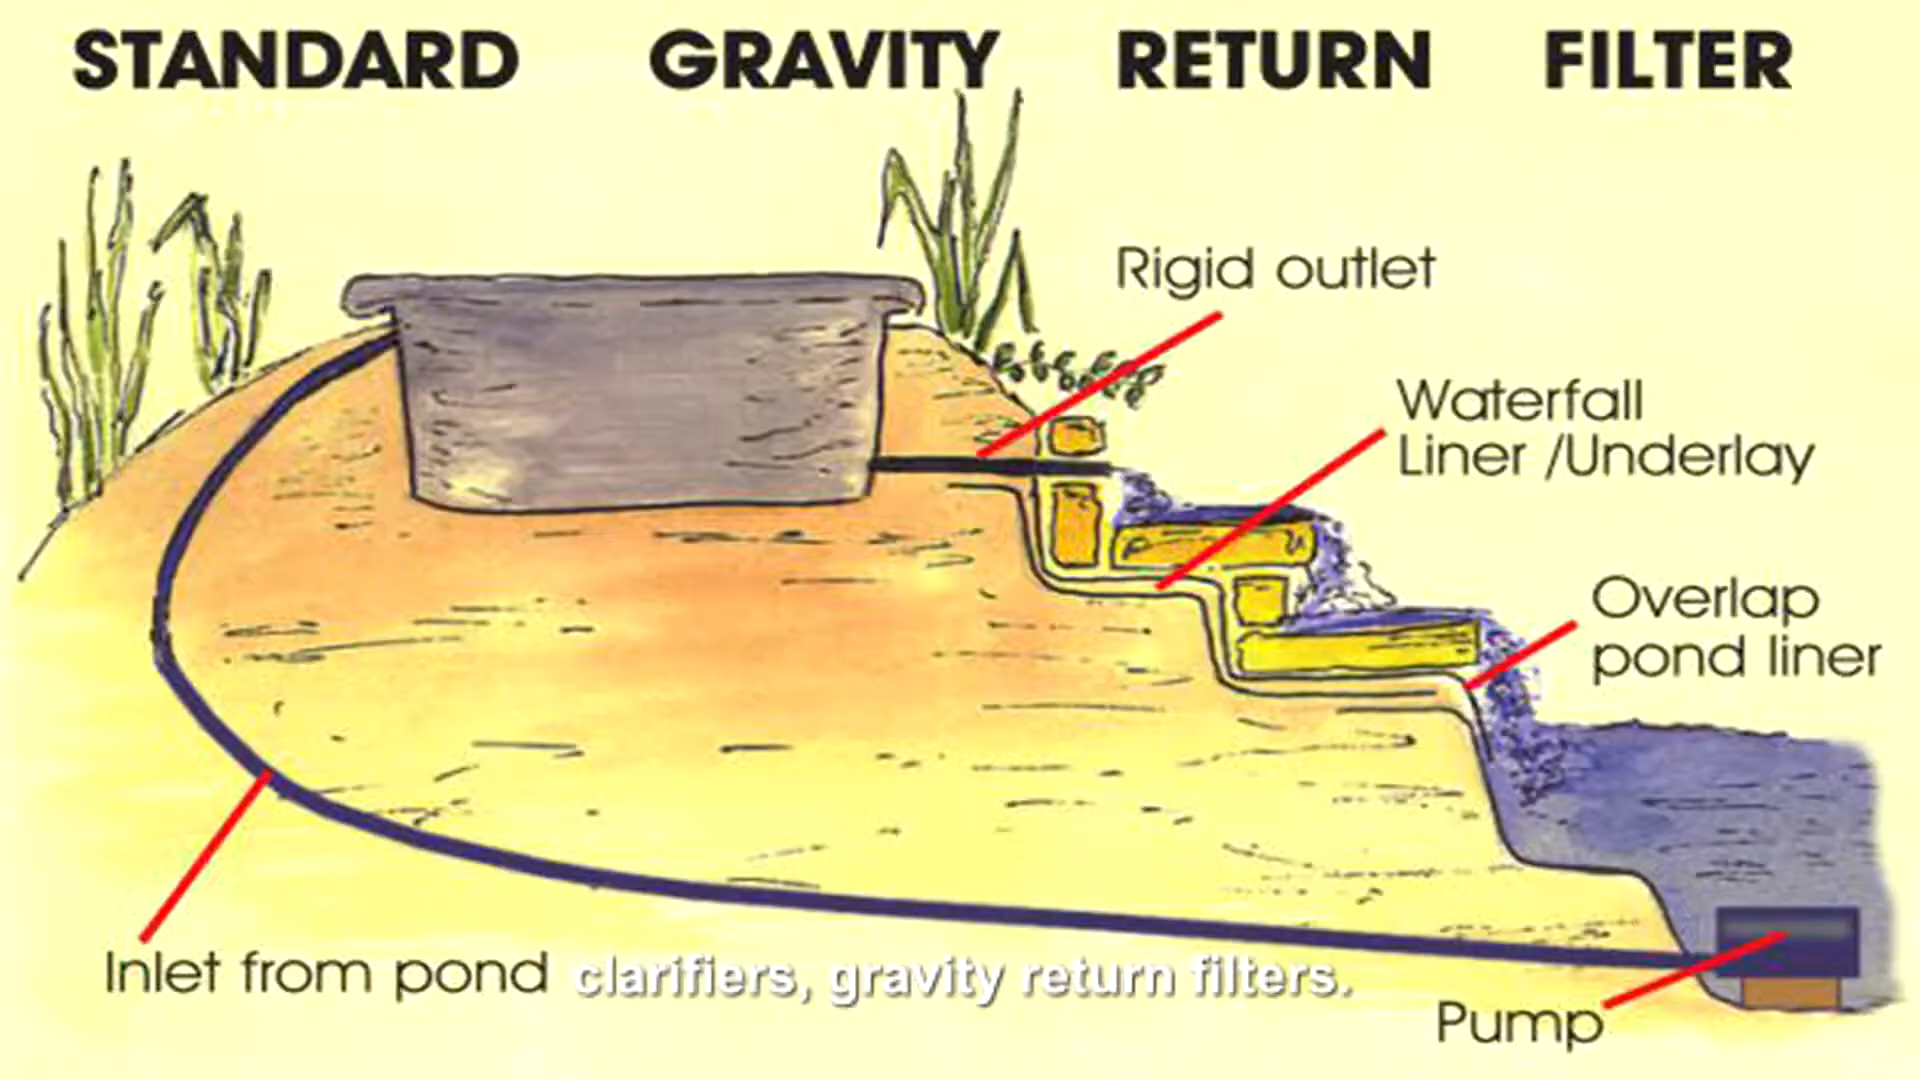 STANDARD GRAVITY RETURN FILTER
Rigid outlet
Waterfall
Liner /Underlay
Overlap
pond liner
Inlet from pond
clarifiers, gravity return filters.
Pump